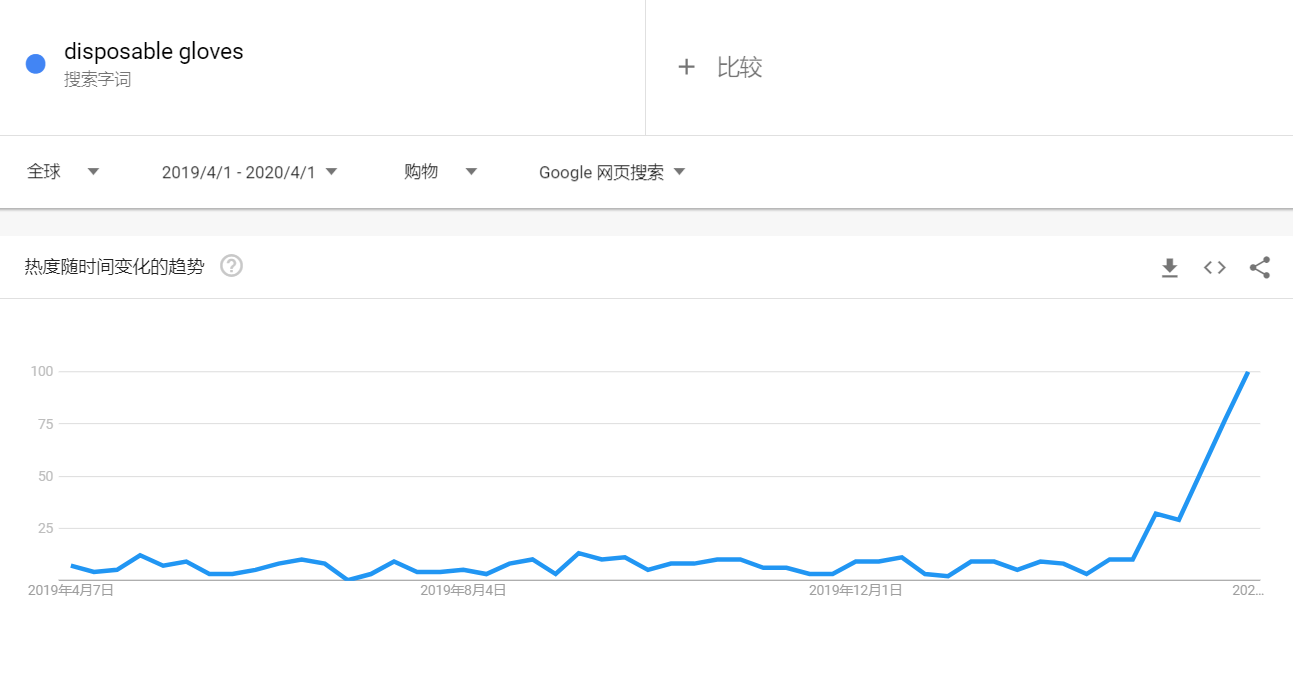 disposable gloves
搜索字词
+ 比较
全球
2019/4/1 - 2020/4/1
购物
Google 网页搜索
热度随时间变化的趋势 ?
100
75
50
25
2019年4月7日
2019年8月4日
2019年12月1日
202...